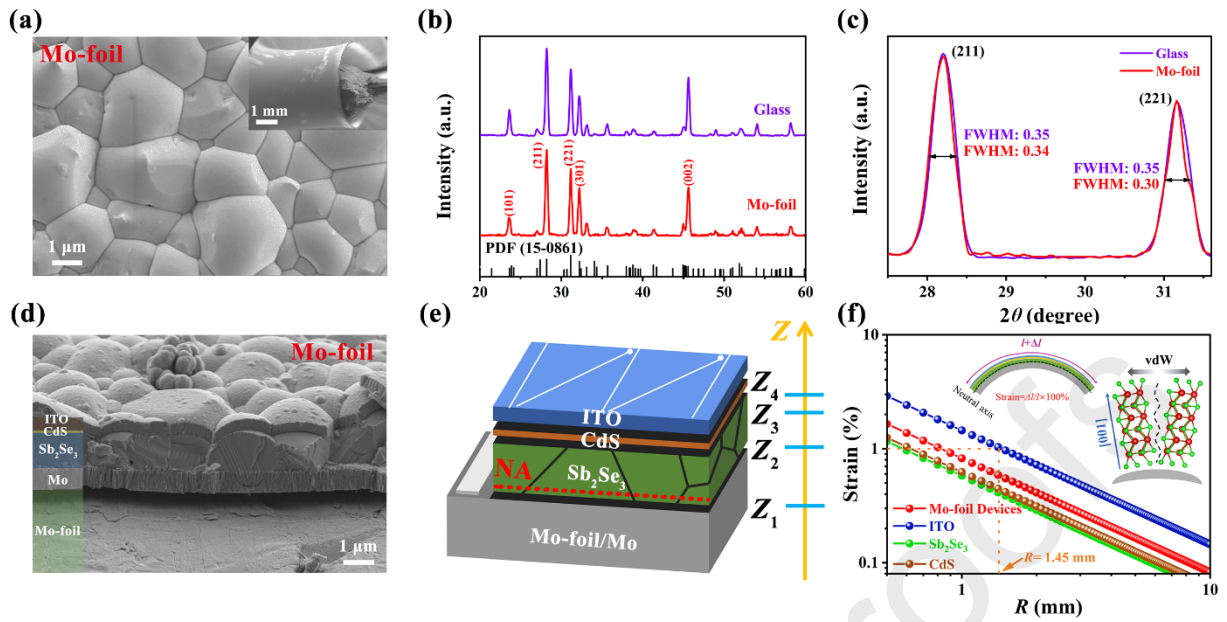 (a)
Mo-foil
1 mm
1 μm
(b)
Intensity (a.u.)
Glass
(211)
(221)
(301)
(101)
(002)
Mo-foil
PDF (15-0861)
20 30 40 50 60
(c)
Intensity (a.u.)
(211)
Glass
Mo-foil
(221)
FWHM: 0.35
FWHM: 0.34
FWHM: 0.35
FWHM: 0.30
28 29 30 31
2θ (degree)
(d)
Mo-foil
ITO
CdS
Sb₂Se₃
Mo
Mo-foil
1 μm
(e)
Z
Z₄
Z₃
Z₂
Z₁
ITO
CdS
Sb₂Se₃
NA
Mo-foil/Mo
(f)
Strain (%)
10
1
0.1
l+Δl
Neutral axis
Strain=Δl/l×100%
vdW
[100]
Mo-foil Devices
ITO
Sb₂Se₃
CdS
R= 1.45 mm
1 10
R (mm)
oofs